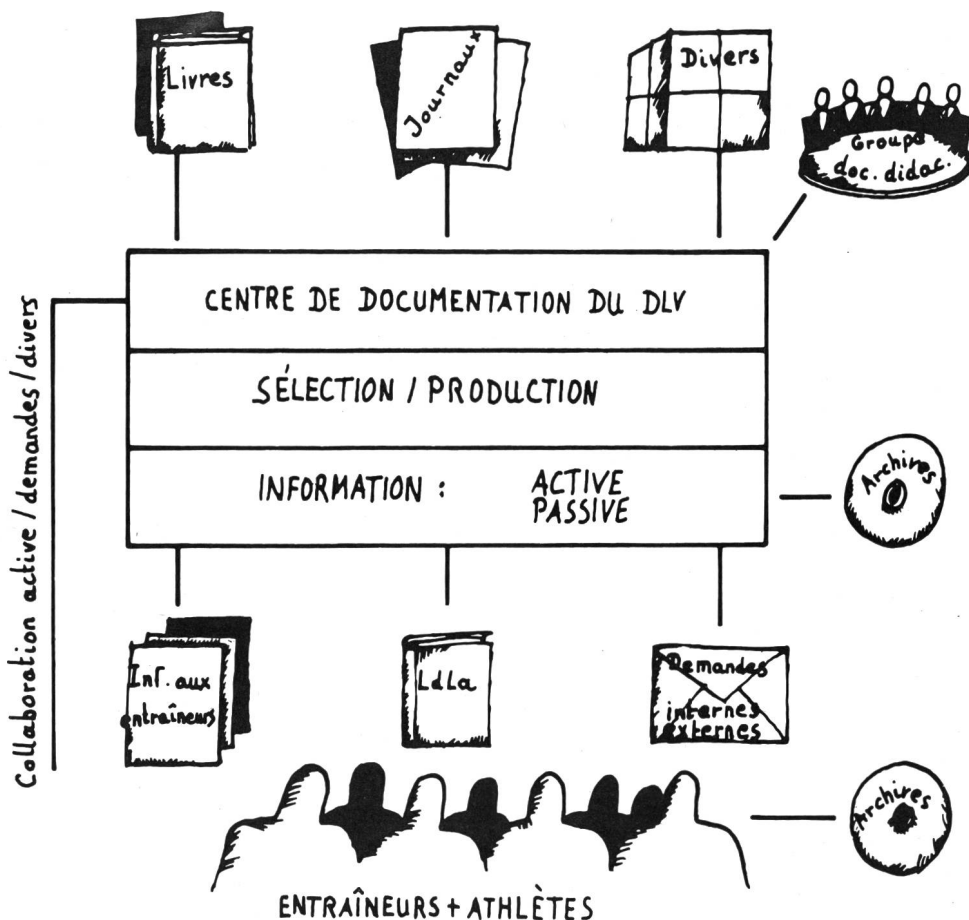 Livres
Journaux
Divers
Groupe
doc. didac.
CENTRE DE DOCUMENTATION DU DLV
SÉLECTION / PRODUCTION
INFORMATION : ACTIVE
PASSIVE
Archives
Collaboration active / demandes / divers
Inf. aux
entraîneurs
LdLa
Demandes
internes
externes
Archives
ENTRAÎNEURS + ATHLÈTES